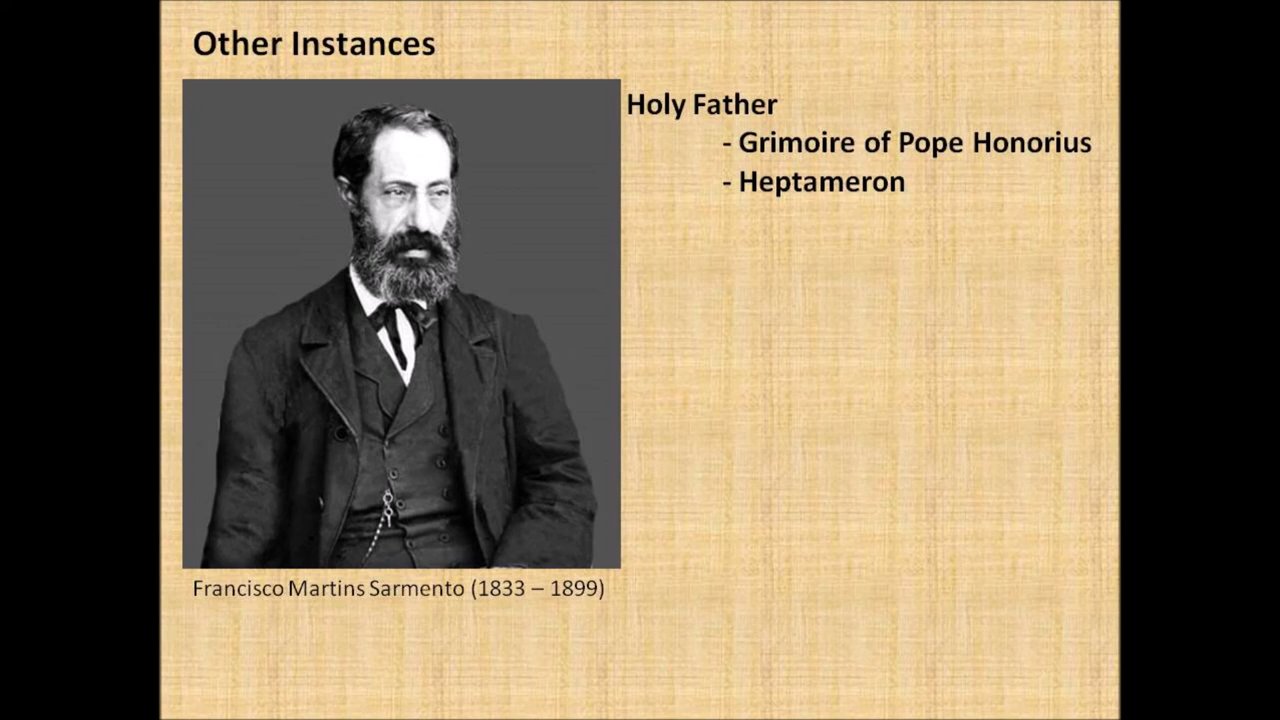 Other Instances
Holy Father
- Grimoire of Pope Honorius
- Heptameron
Francisco Martins Sarmento (1833 – 1899)